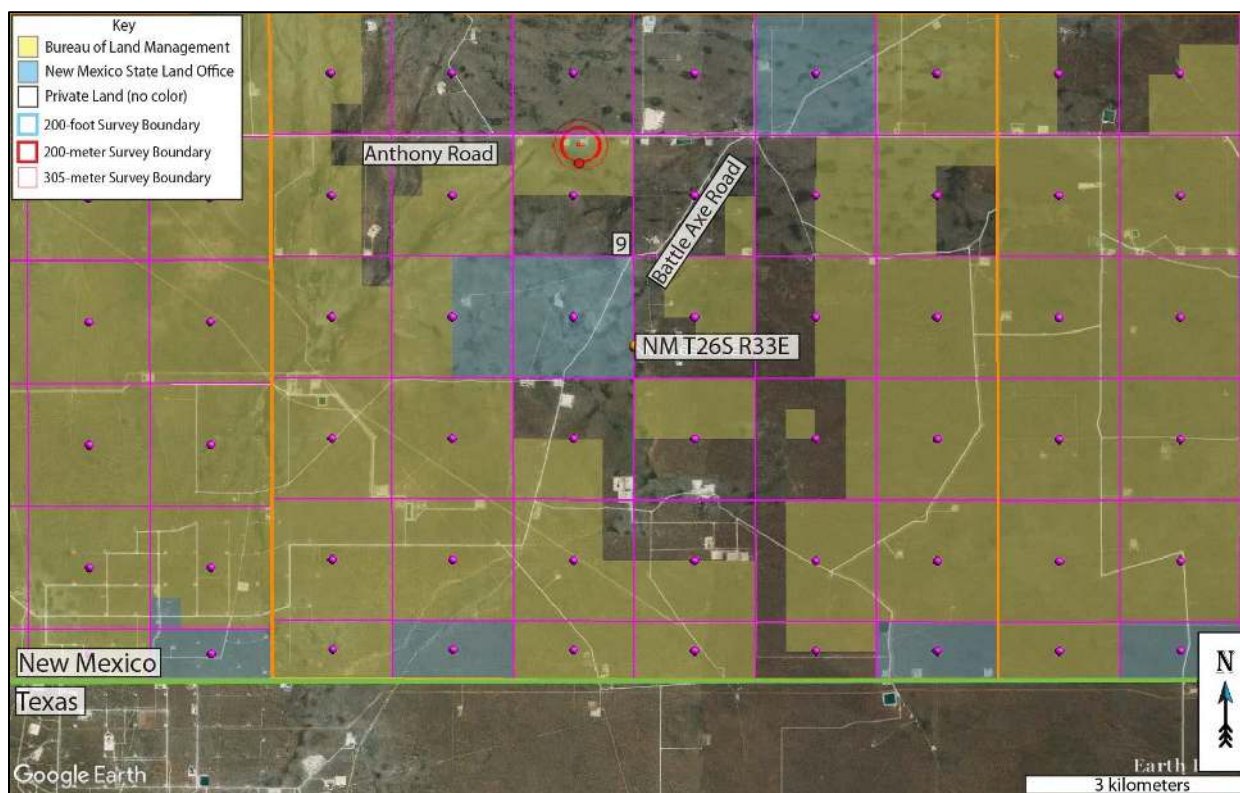 Key
Bureau of Land Management
New Mexico State Land Office
Private Land (no color)
200-foot Survey Boundary
200-meter Survey Boundary
305-meter Survey Boundary
Anthony Road
Battle Axe Road
9
NM T26S R33E
New Mexico
Texas
N
Google Earth
Earth
3 kilometers